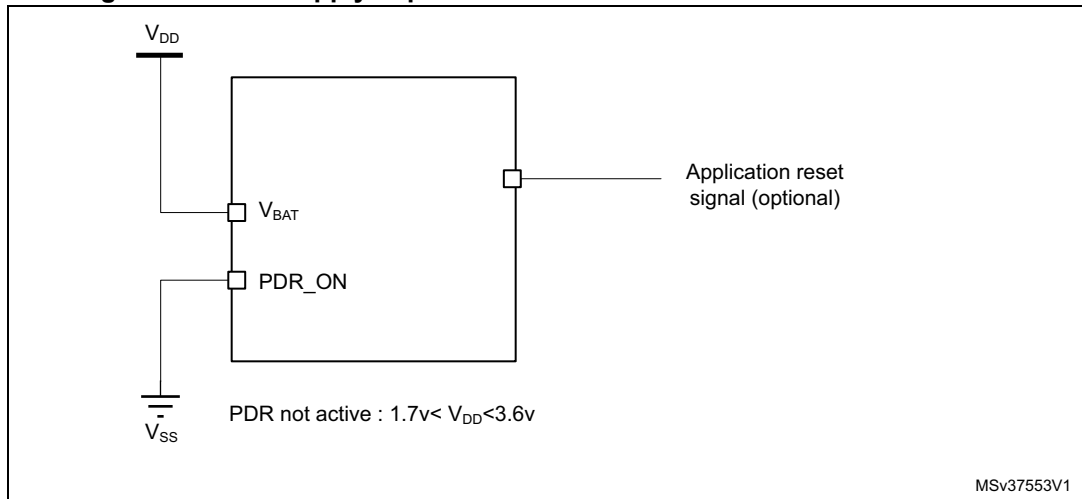 V_DD
Application reset
signal (optional)
V_BAT
PDR_ON
PDR not active : 1.7v< V_DD<3.6v
V_SS
MSv37553V1